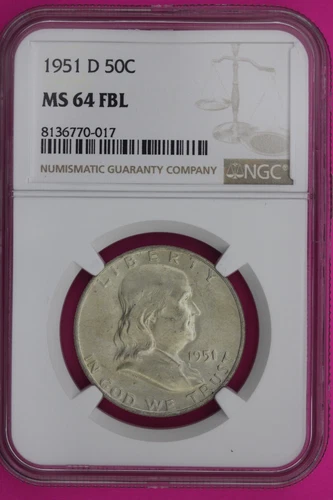 1951 D 50C
MS 64 FBL
8136770-017
NUMISMATIC GUARANTY COMPANY
NGC
LIBERTY
1951
IN GOD WE TRUST